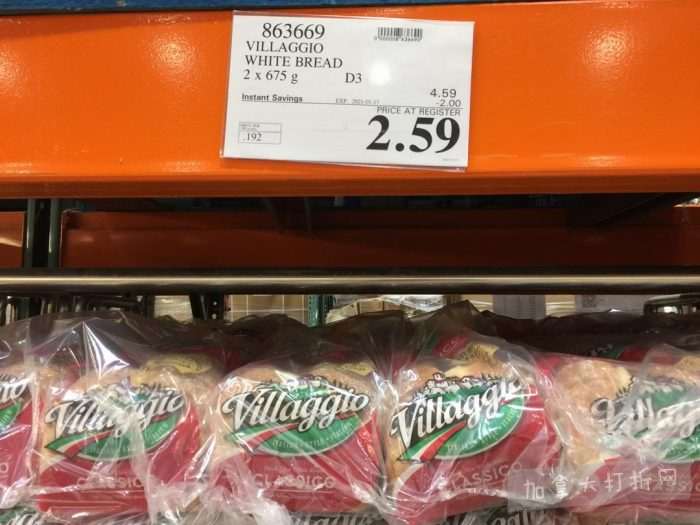 863669
VILLAGGIO
WHITE BREAD
2 x 675 g D3
4.59
Instant Savings -2.00
PRICE AT REGISTER
2.59
.192
Villaggio
Villaggio
Villaggio
Villaggio
CLASSICO
CLASSICO
CLASSICO
加拿大打折网